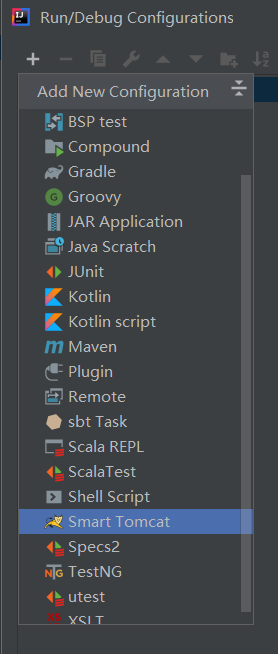 Run/Debug Configurations
Add New Configuration
BSP test
Compound
Gradle
Groovy
JAR Application
Java Scratch
JUnit
Kotlin
Kotlin script
Maven
Plugin
Remote
sbt Task
Scala REPL
ScalaTest
Shell Script
Smart Tomcat
Specs2
TestNG
utest
XSLT